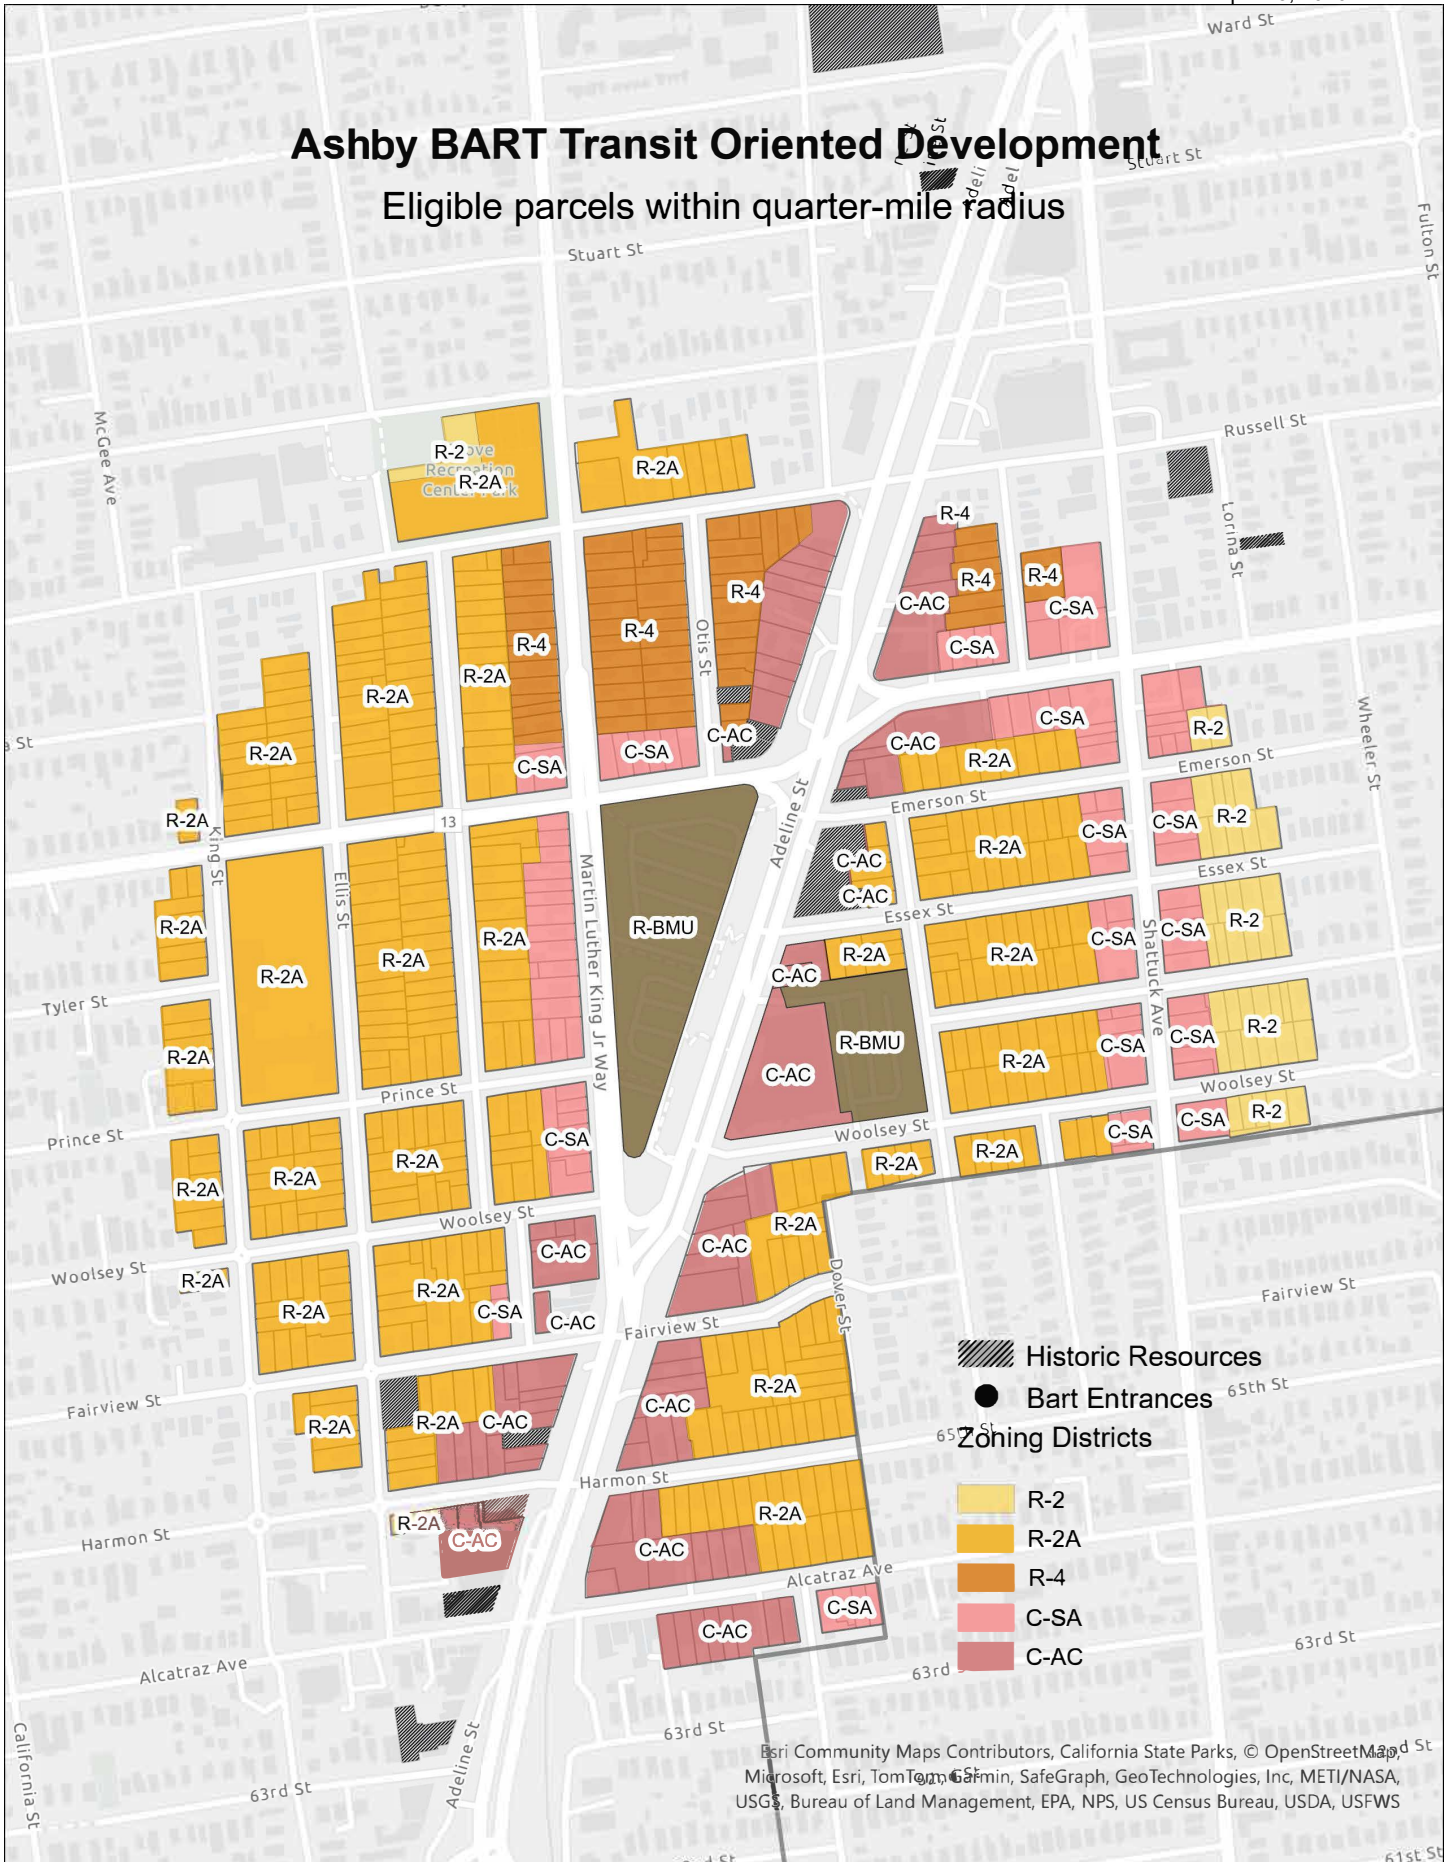 Ward St
Ashby BART Transit Oriented Development
Stuart St
Eligible parcels within quarter-mile radius
Stuart St
Fulton St
McGee Ave
Russell St
R-2
R-2A
Recreation
R-2A
Lorina St
R-4
R-4
R-4
C-AC
R-4
C-SA
C-SA
R-4
R-4
Otis St
R-2A
R-2A
R-2A
C-SA
C-SA
C-AC
C-SA
C-AC
R-2A
R-2
Wheeler St
Emerson St
R-2A
King St
13
Adeline St
Emerson St
R-2A
C-SA
C-SA
R-2
Essex St
C-AC
C-AC
Essex St
Ellis St
Martin Luther King Jr Way
R-2A
R-2A
R-2A
R-2A
R-BMU
R-2A
C-AC
R-2A
C-SA
Shattuck Ave
C-SA
R-2
Tyler St
R-2A
R-BMU
C-AC
R-2A
C-SA
C-SA
R-2
Woolsey St
Prince St
Prince St
Woolsey St
C-SA
R-2A
R-2A
R-2A
R-2A
R-2A
C-SA
C-SA
R-2
Woolsey St
Woolsey St
R-2A
R-2A
R-2A
C-SA
C-AC
C-AC
C-AC
R-2A
Dover St
Fairview St
Fairview St
Fairview St
R-2A
R-2A
C-AC
C-AC
R-2A
Historic Resources
Bart Entrances
65th St
65th St
Zoning Districts
Harmon St
Harmon St
R-2A
C-AC
C-AC
R-2A
R-2
R-2A
R-4
C-SA
C-AC
Alcatraz Ave
Alcatraz Ave
C-AC
C-SA
63rd St
63rd
63rd St
63rd St
California St
Adeline St
Esri Community Maps Contributors, California State Parks, © OpenStreetMap,
Microsoft, Esri, TomTom, Garmin, SafeGraph, GeoTechnologies, Inc, METI/NASA,
USGS, Bureau of Land Management, EPA, NPS, US Census Bureau, USDA, USFWS
61st St